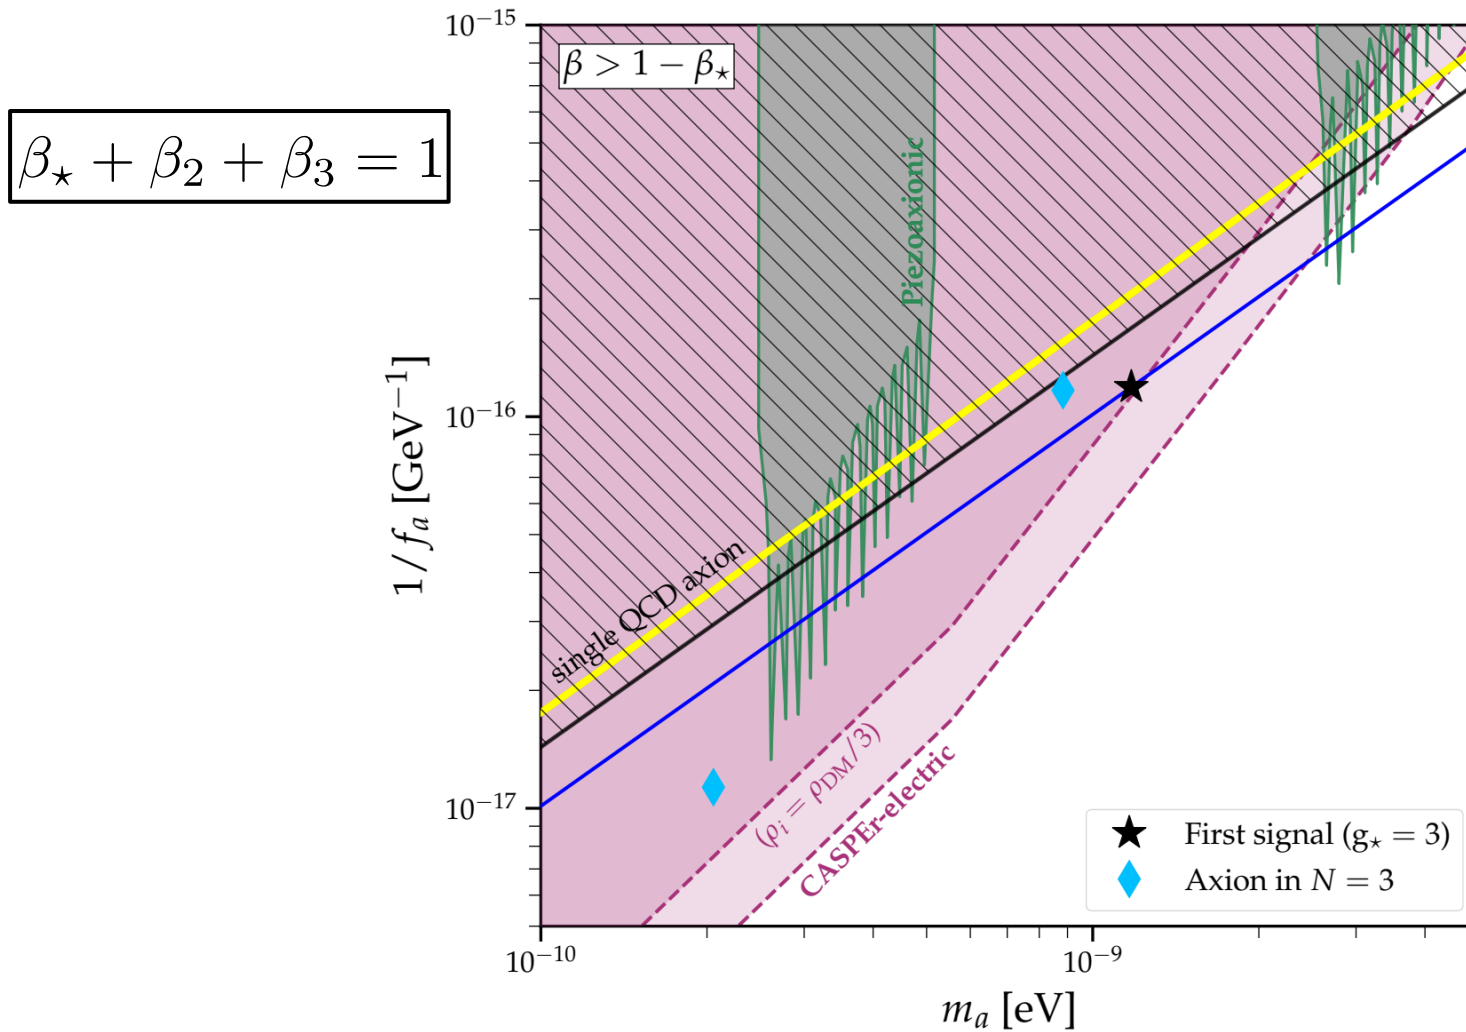 β⋆ + β₂ + β₃ = 1
β > 1 − β⋆
10⁻¹⁵
10⁻¹⁶
10⁻¹⁷
1/fₐ [GeV⁻¹]
Piezoaxionic
single QCD axion
(ρᵢ = ρ_DM/3)
CASPEr-electric
First signal (g⋆ = 3)
Axion in N = 3
10⁻¹⁰
10⁻⁹
mₐ [eV]